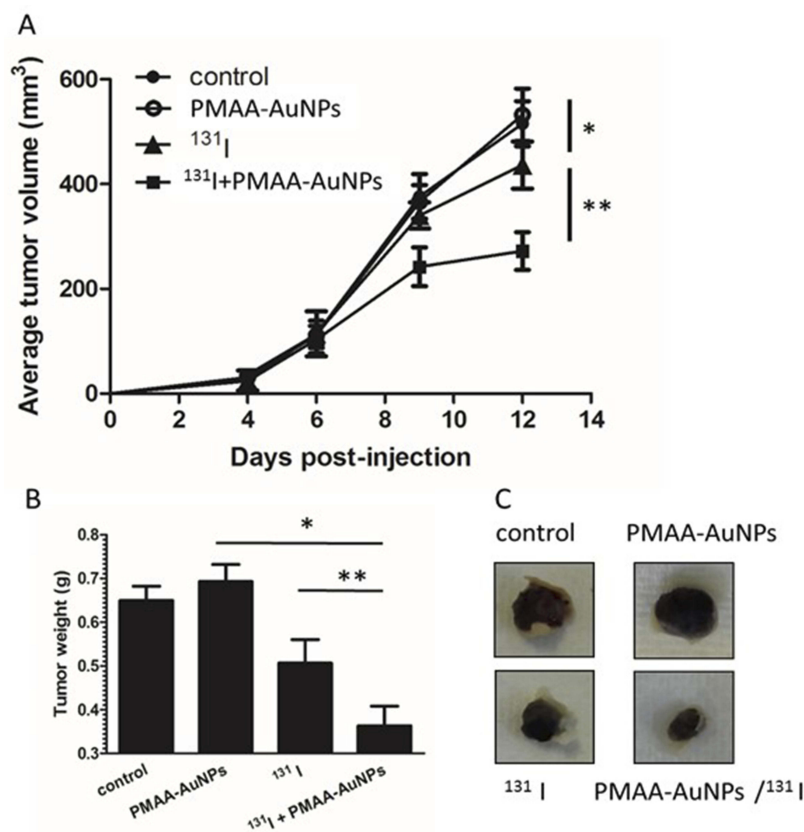 A
Average tumor volume (mm³)
600
400
200
0
control
PMAA-AuNPs
¹³¹I
¹³¹I+PMAA-AuNPs
*
**
0 2 4 6 8 10 12 14
Days post-injection
B
Tumor weight (g)
0.8
0.7
0.6
0.5
0.4
0.3
*
**
control
PMAA-AuNPs
¹³¹I
¹³¹I + PMAA-AuNPs
C
control PMAA-AuNPs
¹³¹I PMAA-AuNPs /¹³¹I